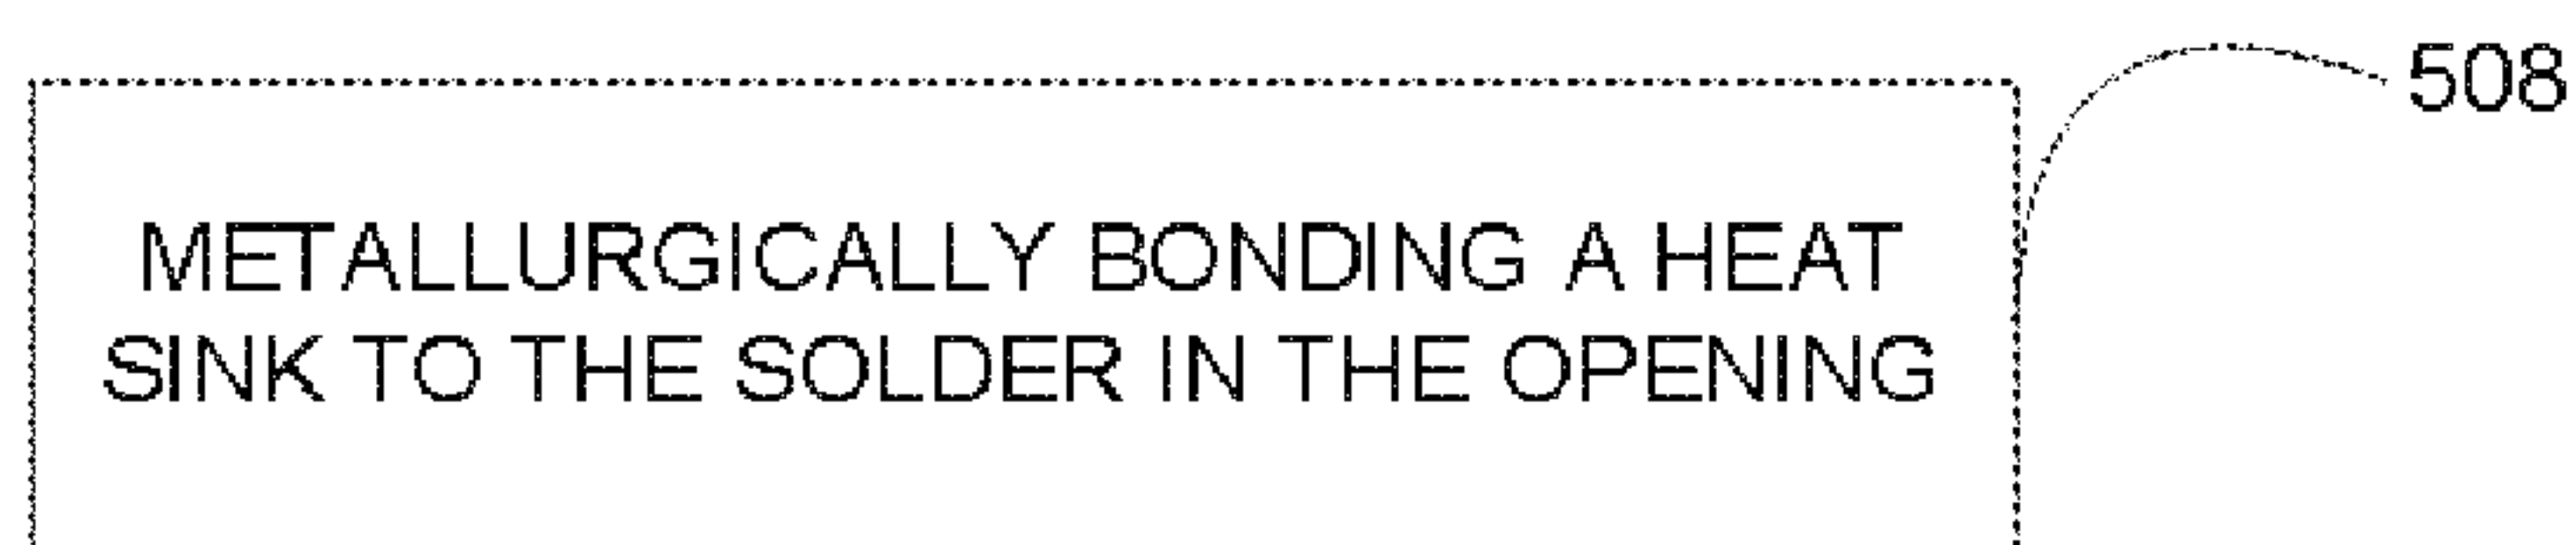 508
METALLURGICALLY BONDING A HEAT
SINK TO THE SOLDER IN THE OPENING